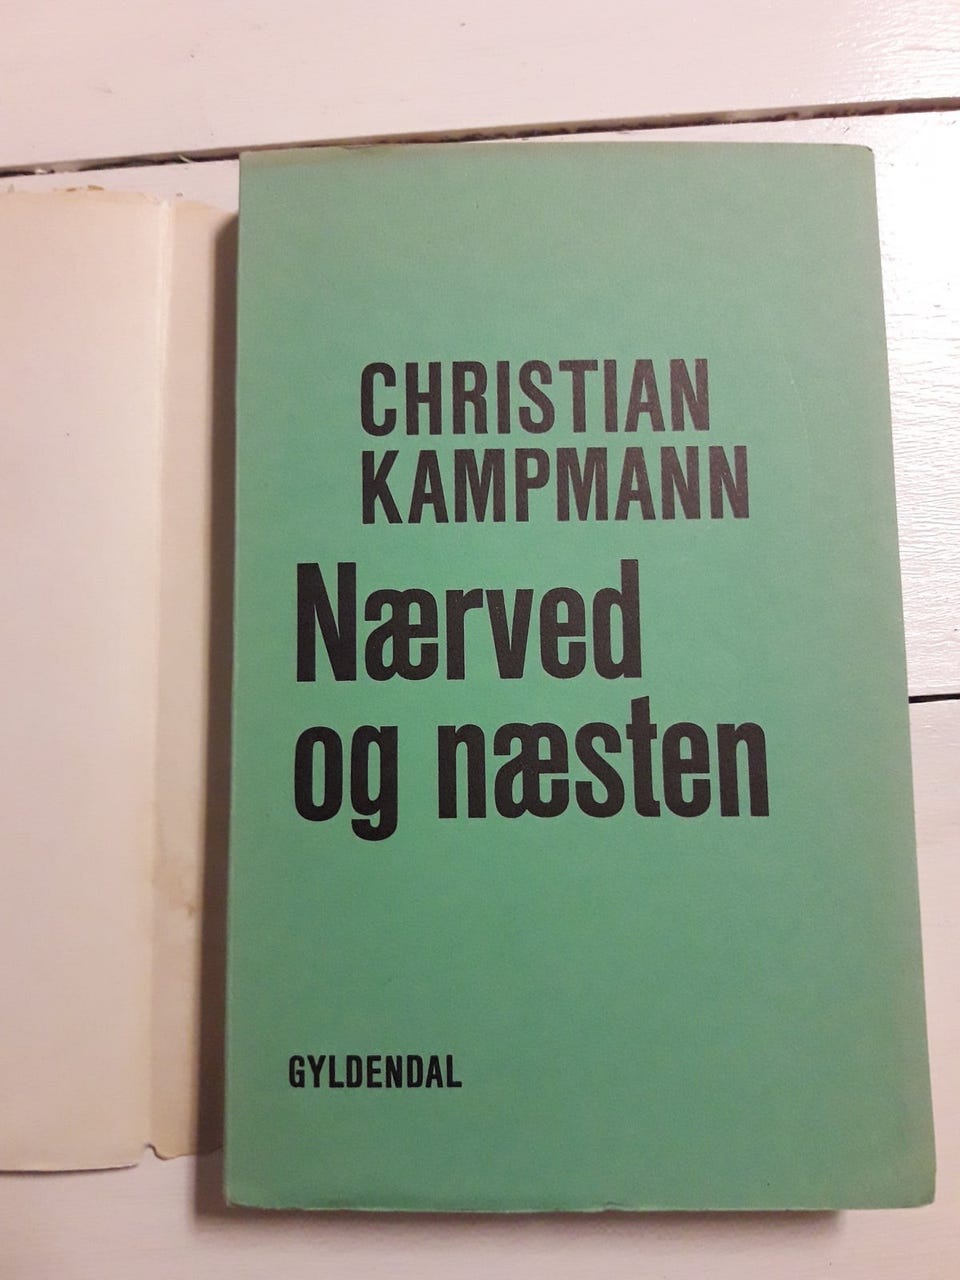 CHRISTIAN
KAMPMANN
Nærved
og næsten
GYLDENDAL